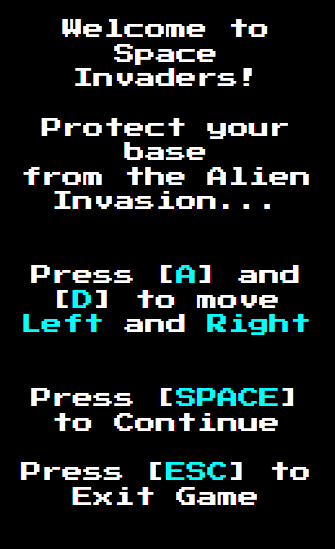 Welcome to
Space
Invaders!
Protect your
base
from the Alien
Invasion...
Press [A] and
[D] to move
Left and Right
Press [SPACE]
to Continue
Press [ESC] to
Exit Game